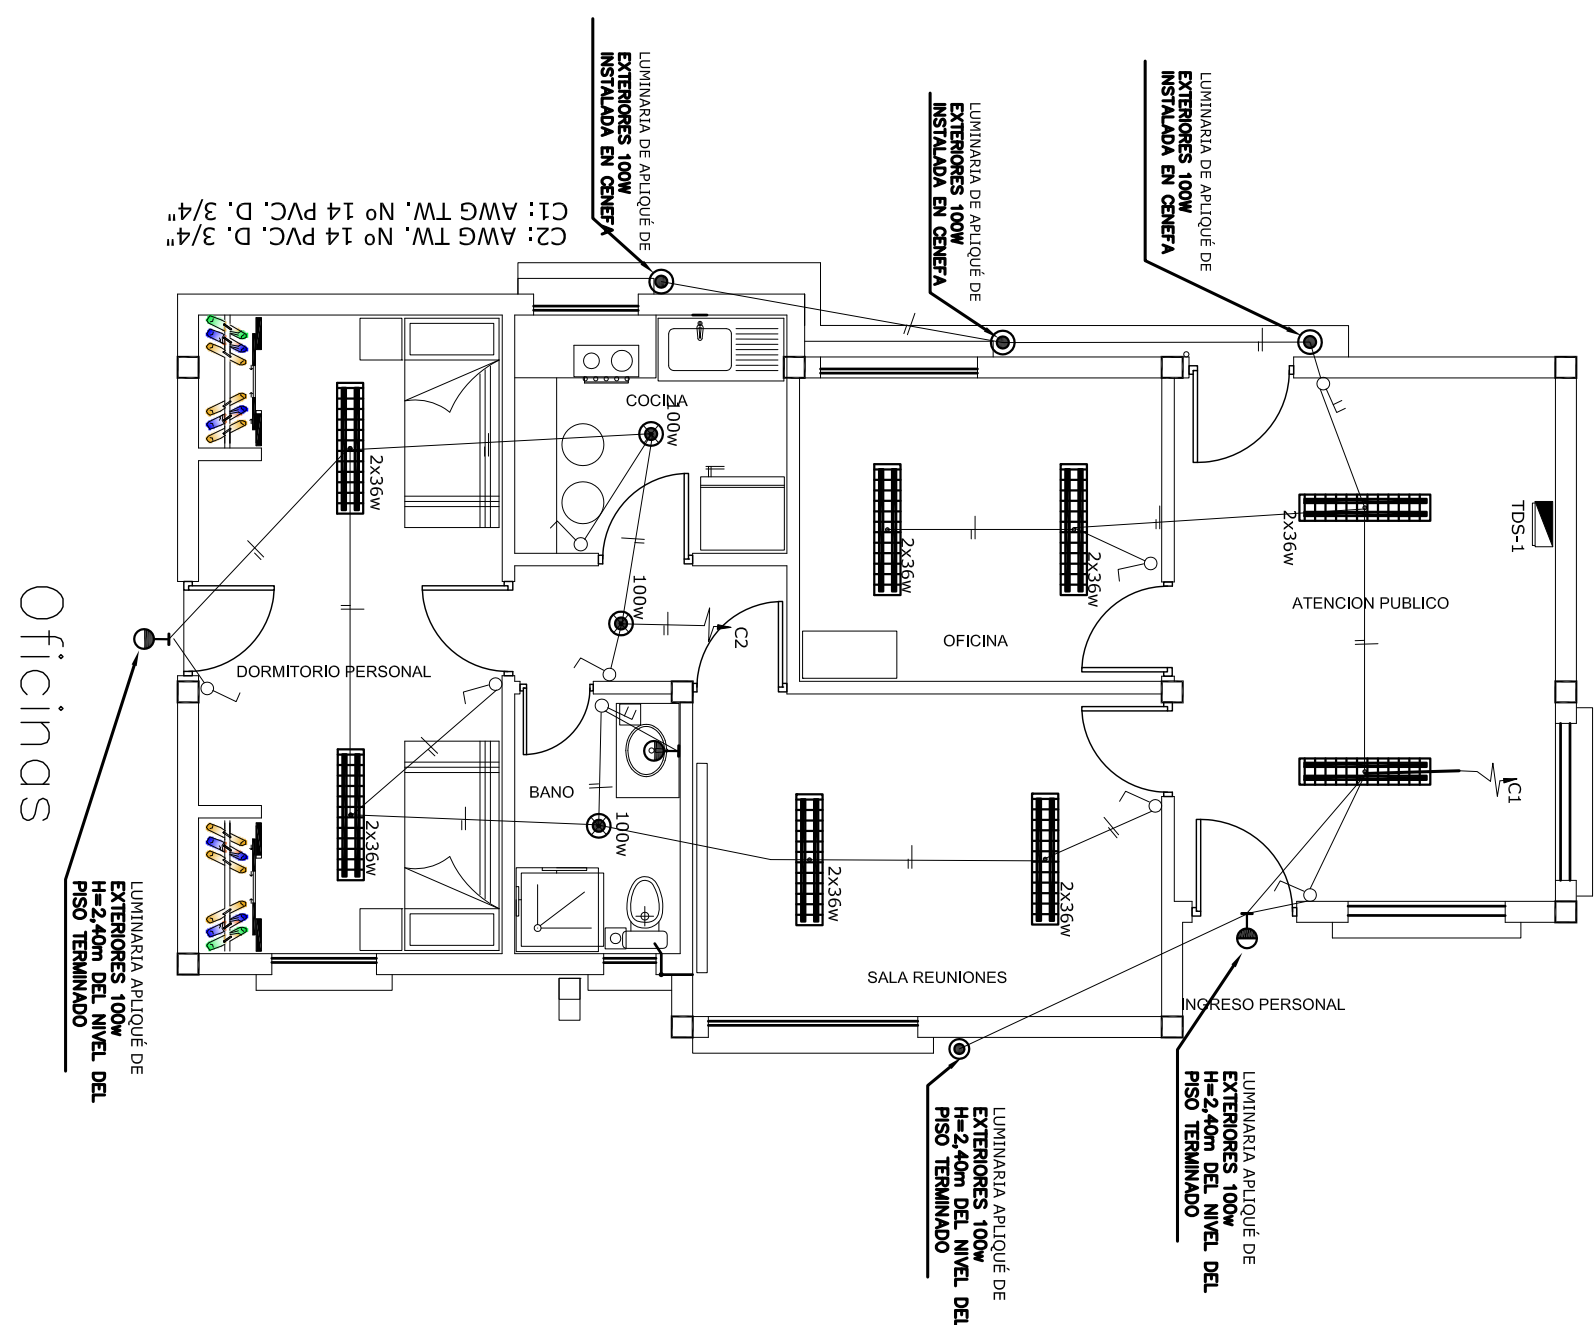 LUMINARIA DE APLIQUÉ DE
EXTERIORES 100W
INSTALADA EN CENEFA
LUMINARIA DE APLIQUÉ DE
EXTERIORES 100W
INSTALADA EN CENEFA
LUMINARIA DE APLIQUÉ DE
EXTERIORES 100W
INSTALADA EN CENEFA
C2: AWG TW. Nº 14 PVC. D. 3/4"
C1: AWG TW. Nº 14 PVC. D. 3/4"
COCINA
100w
2x36w
2x36w
2x36w
2x36w
TDS-1
ATENCION PUBLICO
100w
OFICINA
C2
DORMITORIO PERSONAL
Oficinas
BANO
100w
2x36w
2x36w
2x36w
C1
SALA REUNIONES
INGRESO PERSONAL
LUMINARIA APLIQUÉ DE
EXTERIORES 100w
H=2,40m DEL NIVEL DEL
PISO TERMINADO
LUMINARIA APLIQUÉ DE
EXTERIORES 100w
H=2,40m DEL NIVEL DEL
PISO TERMINADO
LUMINARIA APLIQUÉ DE
EXTERIORES 100w
H=2,40m DEL NIVEL DEL
PISO TERMINADO